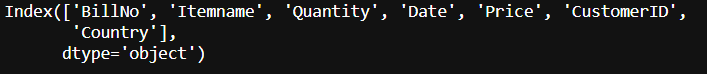 Index(['BillNo', 'Itemname', 'Quantity', 'Date', 'Price', 'CustomerID',
       'Country'],
      dtype='object')